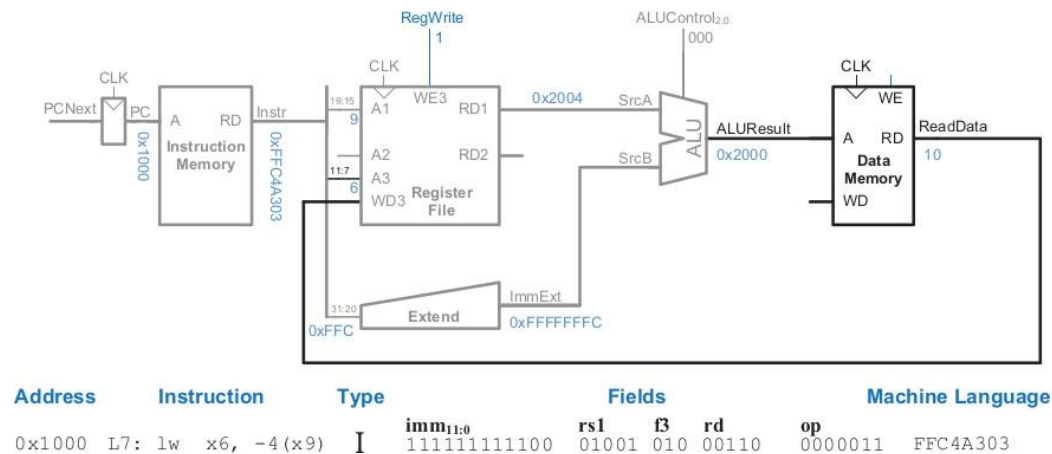 RegWrite
1
ALUControl2:0
000
CLK
CLK
CLK
PCNext
PC
0x1000
A
RD
Instruction
Memory
Instr
0xFFC4A303
19:15
9
A1
WE3
RD1
0x2004
SrcA
A2
RD2
SrcB
11:7
6
A3
WD3
Register
File
ALU
ALUResult
0x2000
WE
A
RD
ReadData
10
Data
Memory
WD
31:20
0xFFC
Extend
ImmExt
0xFFFFFFFC
Address Instruction Type Fields Machine Language
imm11:0 rs1 f3 rd op
0x1000 L7: lw x6, -4(x9) I 111111111100 01001 010 00110 0000011 FFC4A303